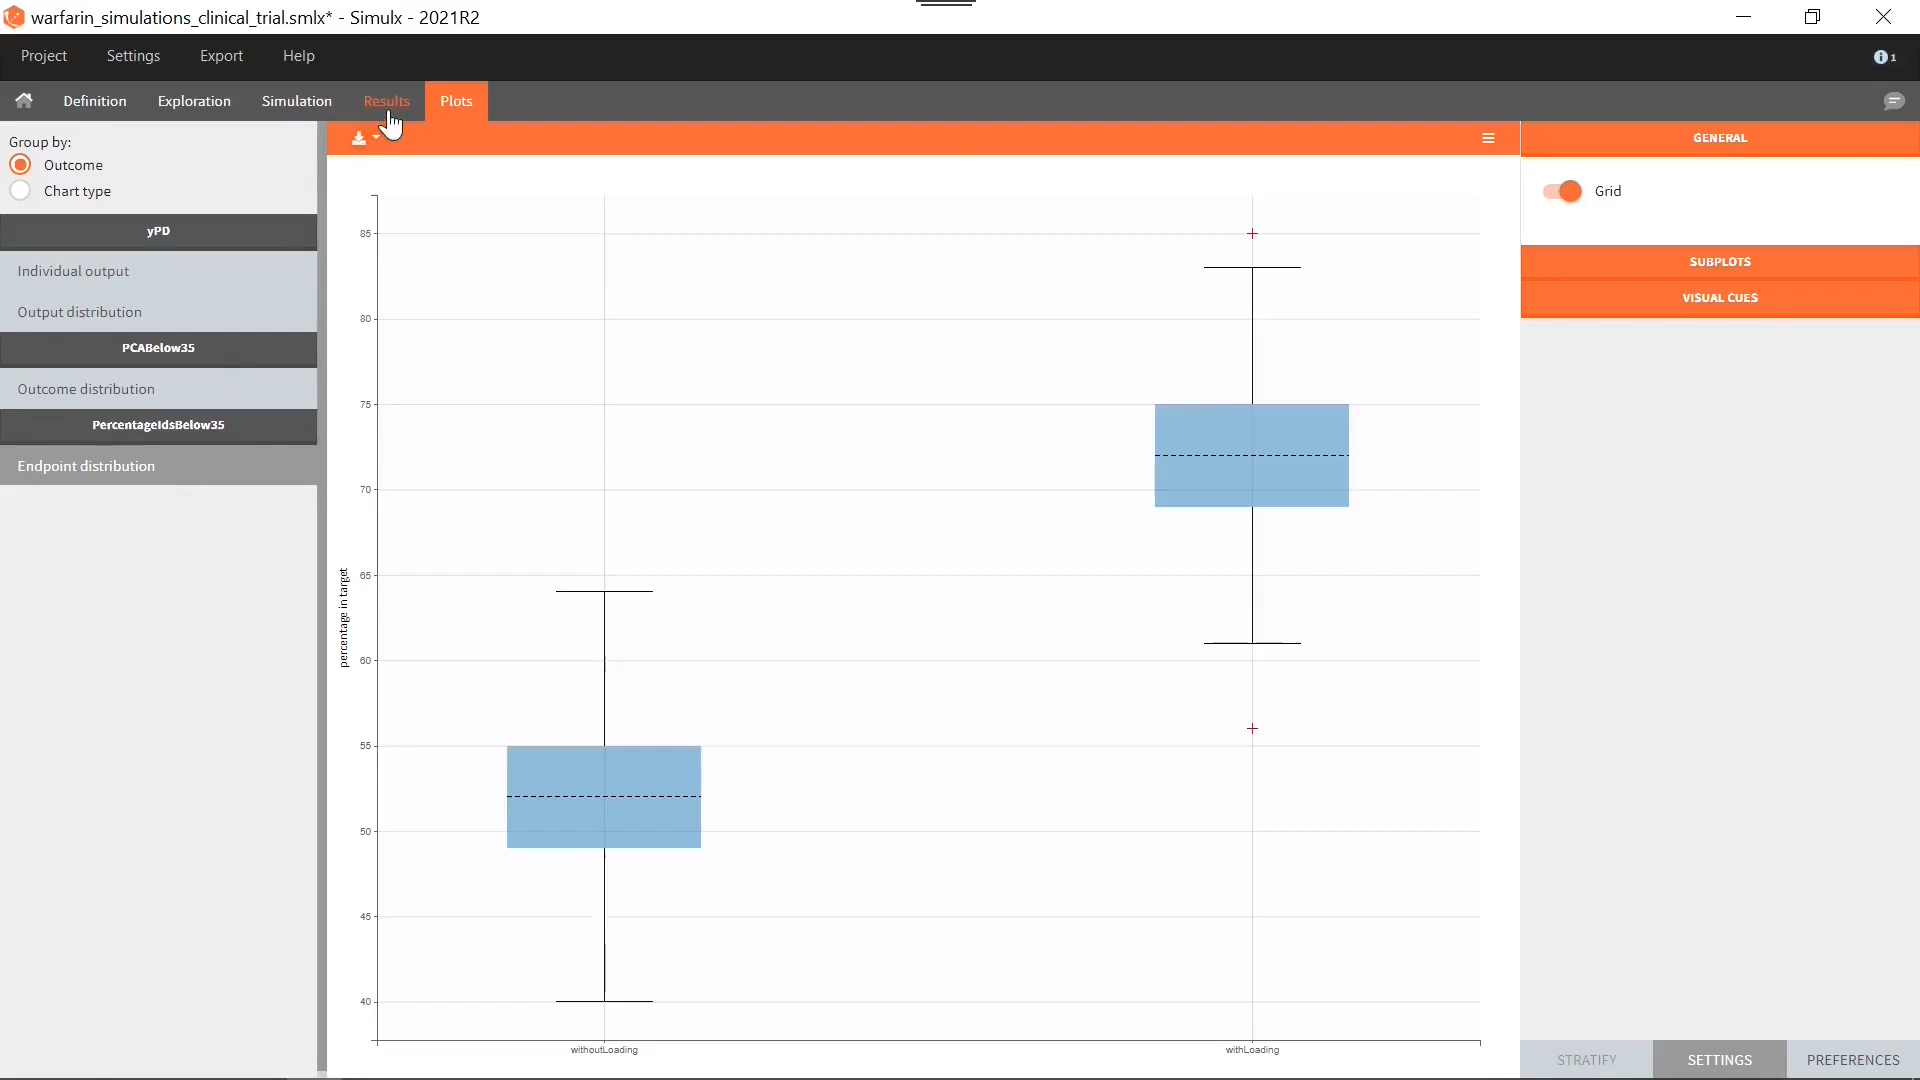 warfarin_simulations_clinical_trial.smlx* - Simulx - 2021R2
Project Settings Export Help
1
Definition Exploration Simulation Results Plots
Group by:
Outcome
Chart type
yPD
Individual output
Output distribution
PCABelow35
Outcome distribution
PercentageIdsBelow35
Endpoint distribution
percentage in target
85
80
75
70
65
60
55
50
45
40
withoutLoading withLoading
GENERAL
Grid
SUBPLOTS
VISUAL CUES
STRATIFY SETTINGS PREFERENCES